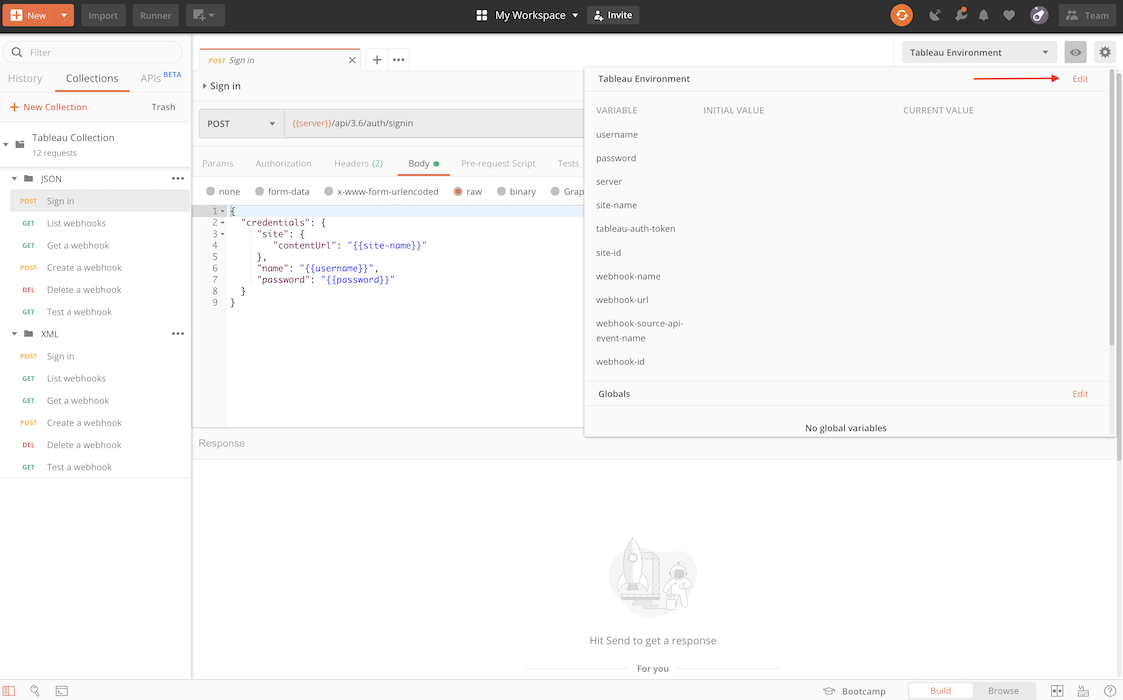 New
Import
Runner
My Workspace
Invite
Team
Filter
History
Collections
APIs BETA
New Collection
Trash
Tableau Collection
12 requests
JSON
POST Sign in
GET List webhooks
GET Get a webhook
POST Create a webhook
DEL Delete a webhook
GET Test a webhook
XML
POST Sign in
GET List webhooks
GET Get a webhook
POST Create a webhook
DEL Delete a webhook
GET Test a webhook
POST Sign in
Tableau Environment
Sign in
POST
{{server}}/api/3.6/auth/signin
Params
Authorization
Headers (2)
Body
Pre-request Script
Tests
none
form-data
x-www-form-urlencoded
raw
binary
Grap
1 {
2 "credentials": {
3 "site": {
4 "contentUrl": "{{site-name}}"
5 },
6 "name": "{{username}}",
7 "password": "{{password}}"
8 }
9 }
Tableau Environment
Edit
VARIABLE
INITIAL VALUE
CURRENT VALUE
username
password
server
site-name
tableau-auth-token
site-id
webhook-name
webhook-url
webhook-source-api-
event-name
webhook-id
Globals
Edit
No global variables
Response
Hit Send to get a response
For you
Bootcamp
Build
Browse